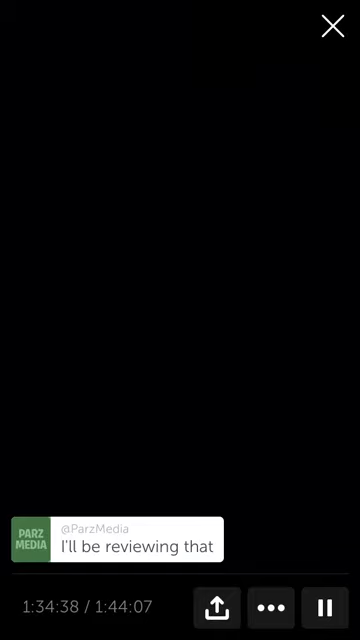 PARZ
MEDIA
@ParzMedia
I'll be reviewing that
1:34:38 / 1:44:07